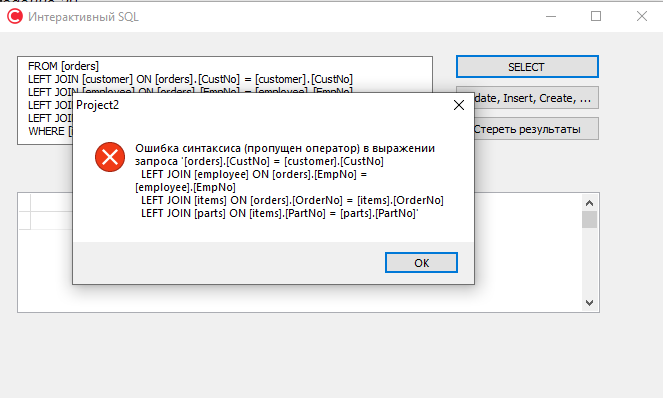 Интерактивный SQL
FROM [orders]
LEFT JOIN [customer] ON [orders].[CustNo] = [customer].[CustNo]
LEFT JOIN [employee] ON [orders].[EmpNo] = [employee].[EmpNo]
LEFT JO
LEFT JO
WHERE [
SELECT
date, Insert, Create, ...
Стереть результаты
Project2
Ошибка синтаксиса (пропущен оператор) в выражении
запроса '[orders].[CustNo] = [customer].[CustNo]
LEFT JOIN [employee] ON [orders].[EmpNo] =
[employee].[EmpNo]
LEFT JOIN [items] ON [orders].[OrderNo] = [items].[OrderNo]
LEFT JOIN [parts] ON [items].[PartNo] = [parts].[PartNo]'
OK